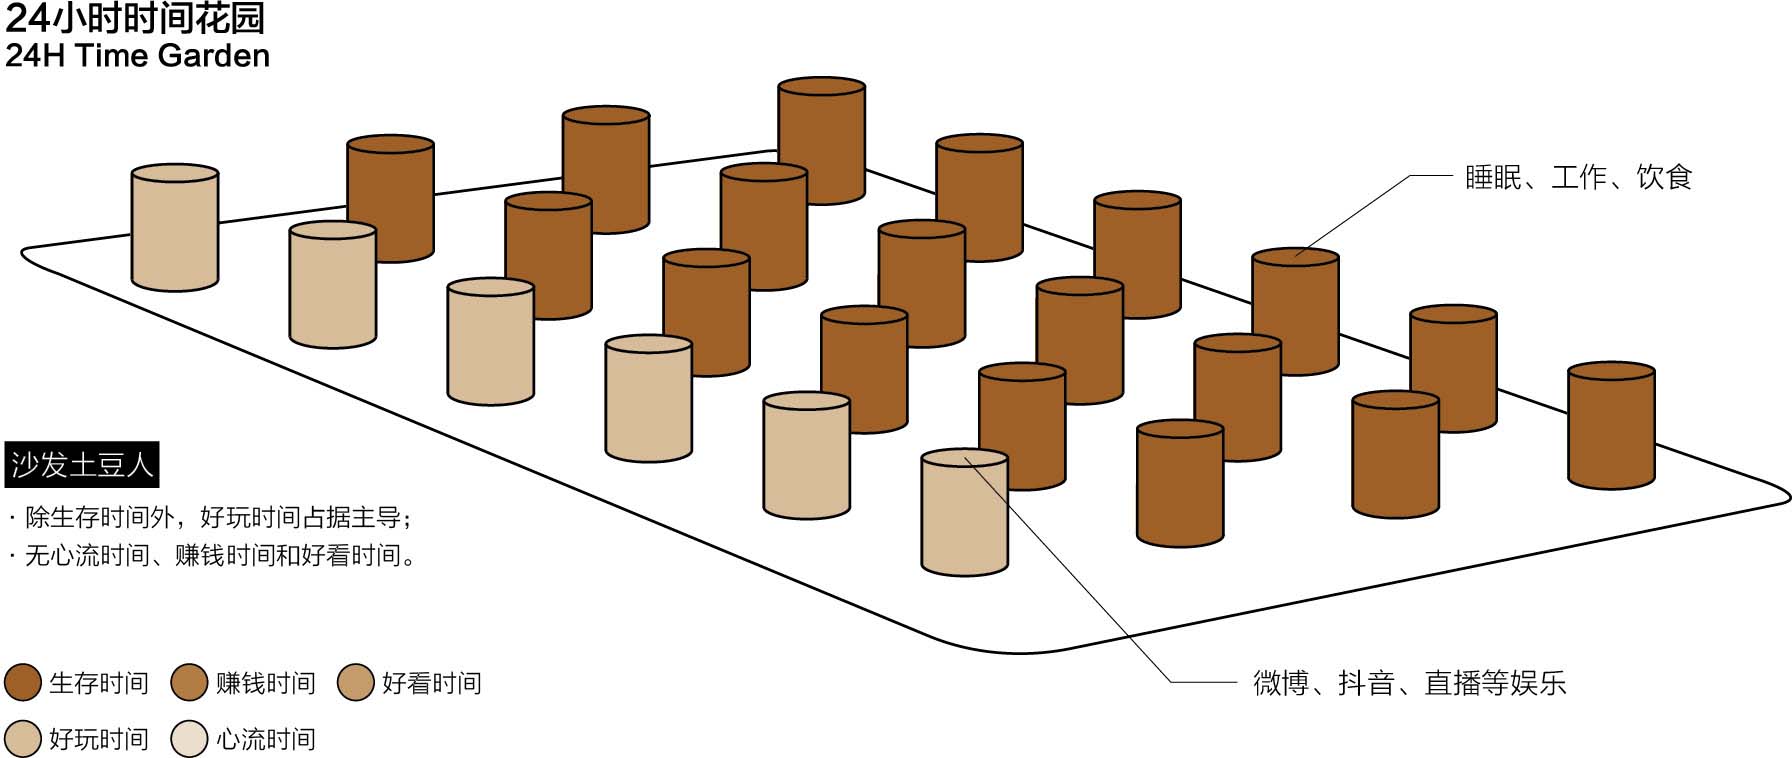 24小时时间花园
24H Time Garden
睡眠、工作、饮食
沙发土豆人
· 除生存时间外，好玩时间占据主导；
· 无心流时间、赚钱时间和好看时间。
微博、抖音、直播等娱乐
生存时间 赚钱时间 好看时间
好玩时间 心流时间